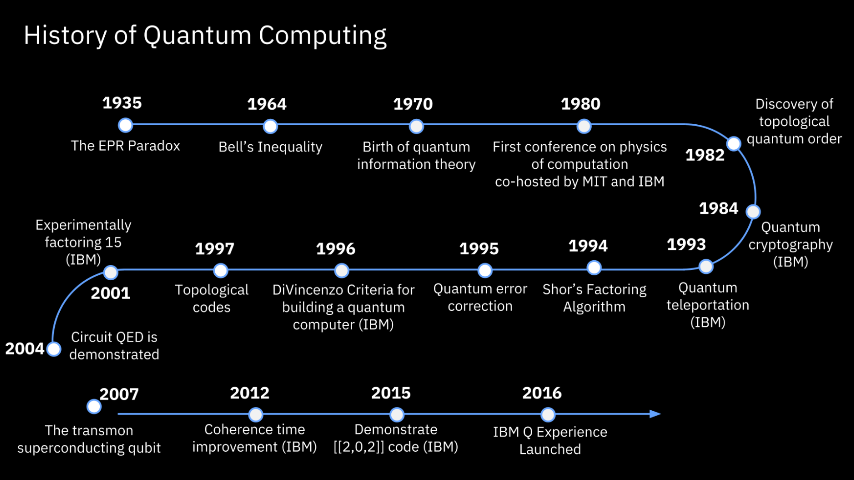 History of Quantum Computing
1935
The EPR Paradox
1964
Bell's Inequality
1970
Birth of quantum
information theory
1980
First conference on physics
of computation
co-hosted by MIT and IBM
Discovery of
topological
quantum order
1982
1984
Quantum
cryptography
(IBM)
1993
Quantum
teleportation
(IBM)
1994
Shor's Factoring
Algorithm
1995
Quantum error
correction
1996
DiVincenzo Criteria for
building a quantum
computer (IBM)
1997
Topological
codes
Experimentally
factoring 15
(IBM)
2001
2004
Circuit QED is
demonstrated
2007
The transmon
superconducting qubit
2012
Coherence time
improvement (IBM)
2015
Demonstrate
[[2,0,2]] code (IBM)
2016
IBM Q Experience
Launched